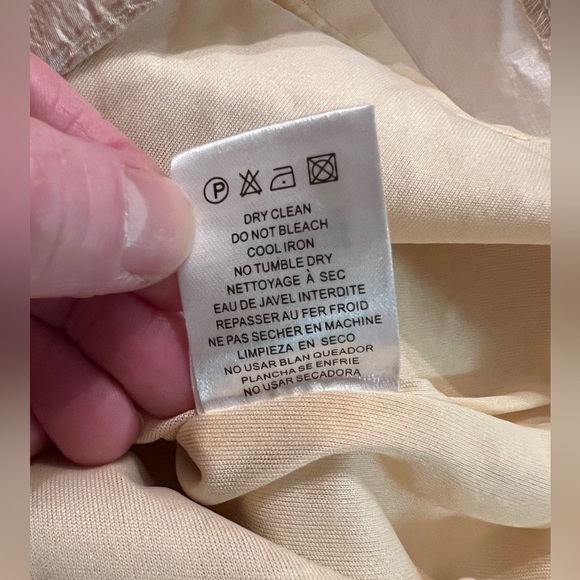 P
DRY CLEAN
DO NOT BLEACH
COOL IRON
NO TUMBLE DRY
NETTOYAGE À SEC
EAU DE JAVEL INTERDITE
REPASSER AU FER FROID
NE PAS SECHER EN MACHINE
LIMPIEZA EN SECO
NO USAR BLAN QUEADOR
PLANCHA SE ENFRIE
NO USAR SECADORA